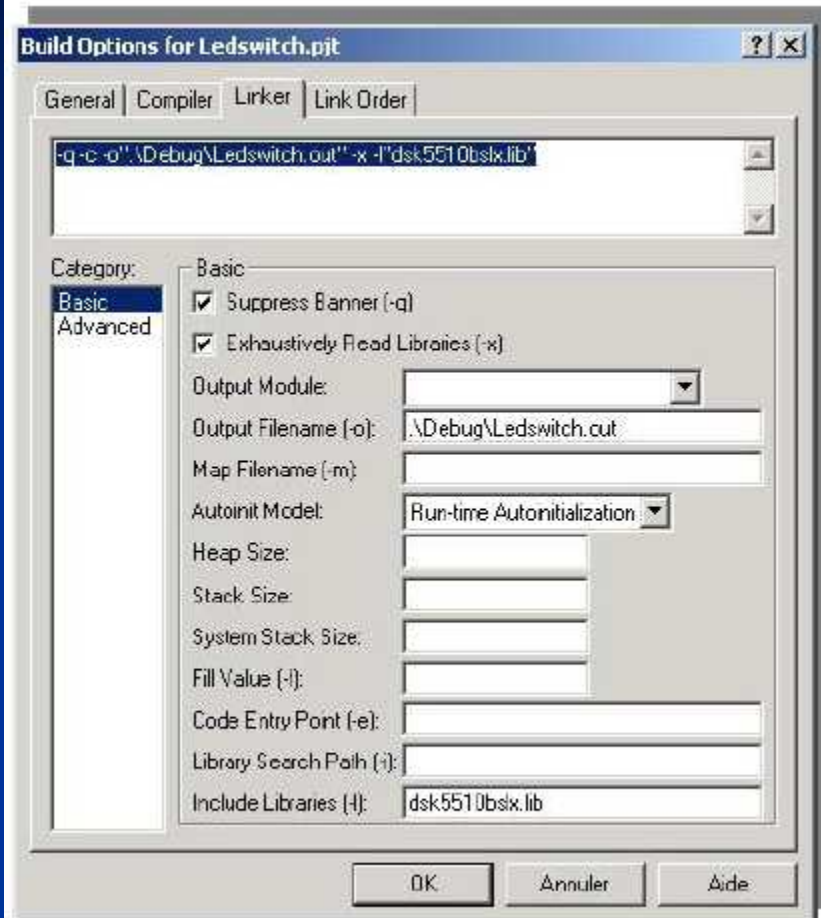 Build Options for Ledswitch.pjt
General Compiler Linker Link Order
-q -c -o".\Debug\Ledswitch.out" -x -l"dsk5510bslx.lib"
Category:
Basic
Basic
Advanced
Suppress Banner (-q)
Exhaustively Read Libraries (-x)
Output Module:
Output Filename (-o): .\Debug\Ledswitch.out
Map Filename (-m):
Autoinit Model: Run-time Autoinitialization
Heap Size:
Stack Size:
System Stack Size:
Fill Value (-f):
Code Entry Point (-e):
Library Search Path (-i):
Include Libraries (-l): dsk5510bslx.lib
OK Annuler Aide